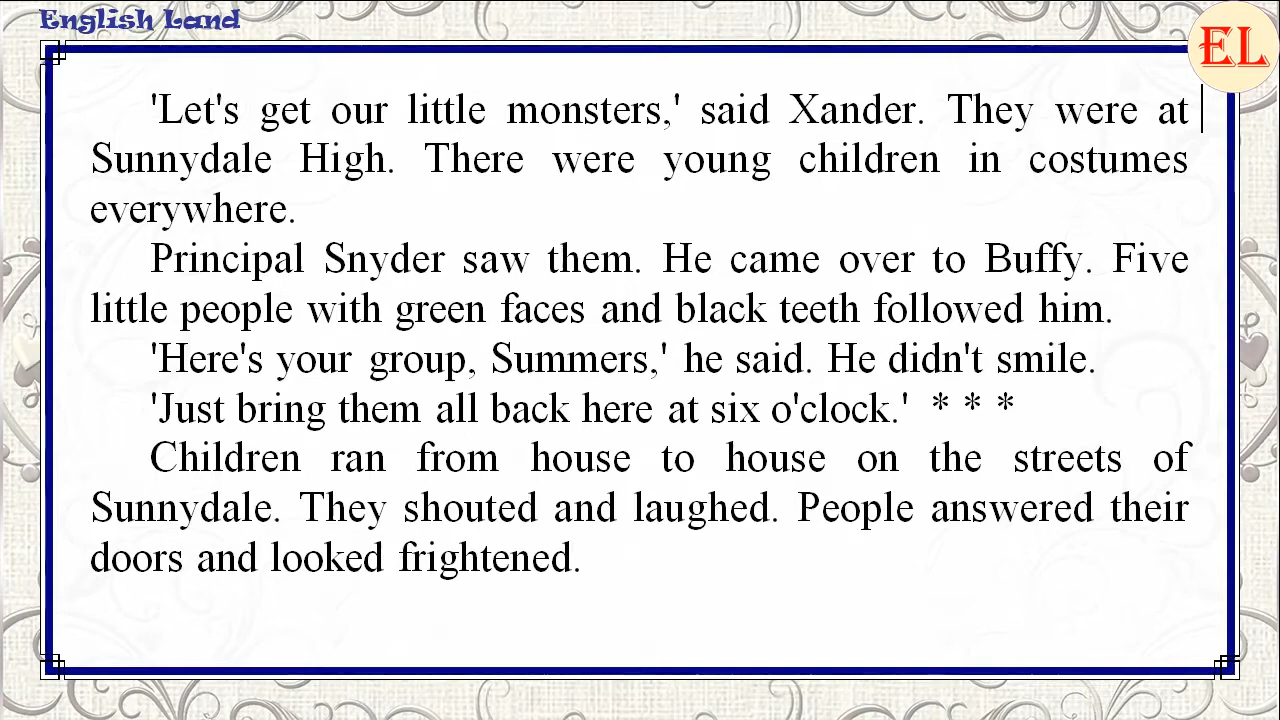 English Land
EL
'Let's get our little monsters,' said Xander. They were at
Sunnydale High. There were young children in costumes
everywhere.
Principal Snyder saw them. He came over to Buffy. Five
little people with green faces and black teeth followed him.
'Here's your group, Summers,' he said. He didn't smile.
'Just bring them all back here at six o'clock.' * * *
Children ran from house to house on the streets of
Sunnydale. They shouted and laughed. People answered their
doors and looked frightened.